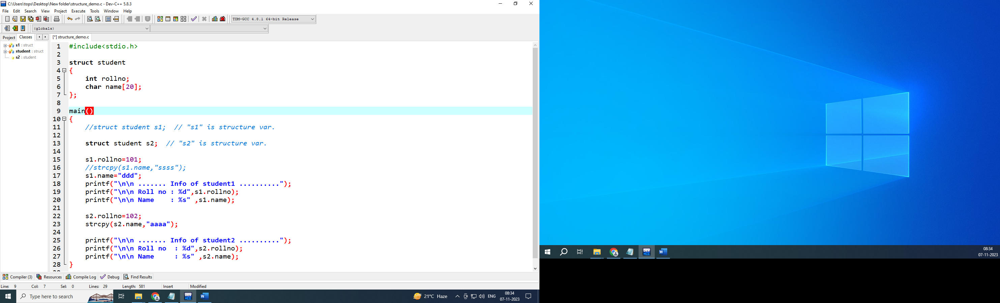 C:\Users\tops\Desktop\New folder\structure_demo.c - Dev-C++ 5.8.3
File Edit Search View Project Execute Tools Window Help
TDM-GCC 4.8.1 64-bit Release
(globals)
Project Classes
[*] structure_demo.c
s1 : struct
student : struct
s2 : student
1 #include<stdio.h>
2
3 struct student
4 {
5 int rollno;
6 char name[20];
7 };
8
9 main()
10 {
11 //struct student s1;  // "s1" is structure var.
12
13 struct student s2;  // "s2" is structure var.
14
15 s1.rollno=101;
16 //strcpy(s1.name,"ssss");
17 s1.name="ddd";
18 printf("\n\n ....... Info of student1 ..........");
19 printf("\n\n Roll no : %d",s1.rollno);
20 printf("\n\n Name    : %s" ,s1.name);
21
22 s2.rollno=102;
23 strcpy(s2.name,"aaaa");
24
25 printf("\n\n ....... Info of student2 ..........");
26 printf("\n\n Roll no  : %d",s2.rollno);
27 printf("\n\n Name     : %s" ,s2.name);
28 }
Compiler (3) Resources Compile Log Debug Find Results
Line: 9 Col: 7 Sel: 0 Lines: 29 Length: 581 Insert Modified
Type here to search
DEV
W
21°C Haze
ENG
08:34
07-11-2023
DEV
W
08:34
07-11-2023